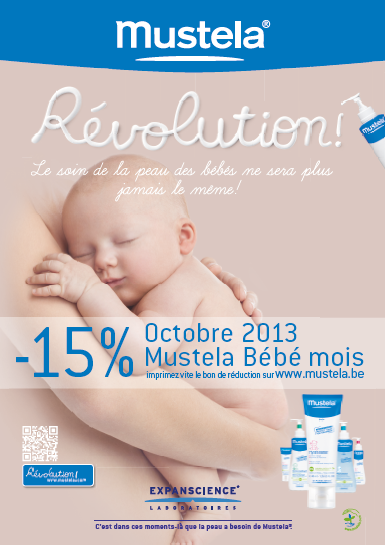 mustela®
Révolution!
Le soin de la peau des bébés ne sera plus
jamais le même!
mustela
-15%
Octobre 2013
Mustela Bébé mois
imprimez vite le bon de réduction sur www.mustela.be
mustela
Révolution!
EXPANSCIENCE®
LABORATOIRES
C'est dans ces moments-là que la peau a besoin de Mustela®.